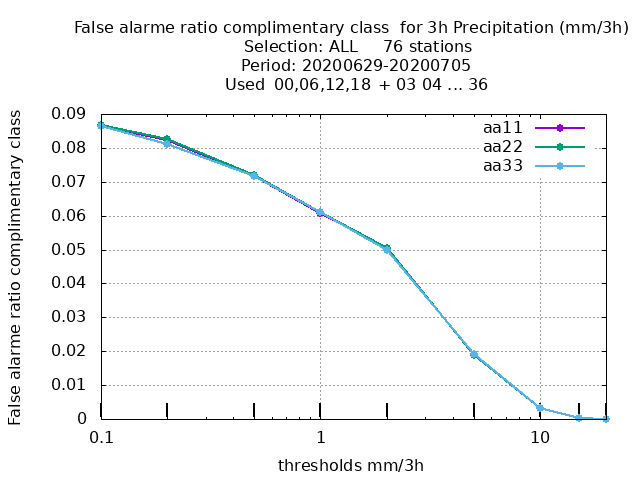 False alarme ratio complimentary class  for 3h Precipitation (mm/3h)
Selection: ALL     76 stations
Period: 20200629-20200705
Used  00,06,12,18  + 03 04 ... 36
False alarme ratio complimentary class
0.09
0.08
0.07
0.06
0.05
0.04
0.03
0.02
0.01
0
aa11
aa22
aa33
0.1
1
10
thresholds mm/3h